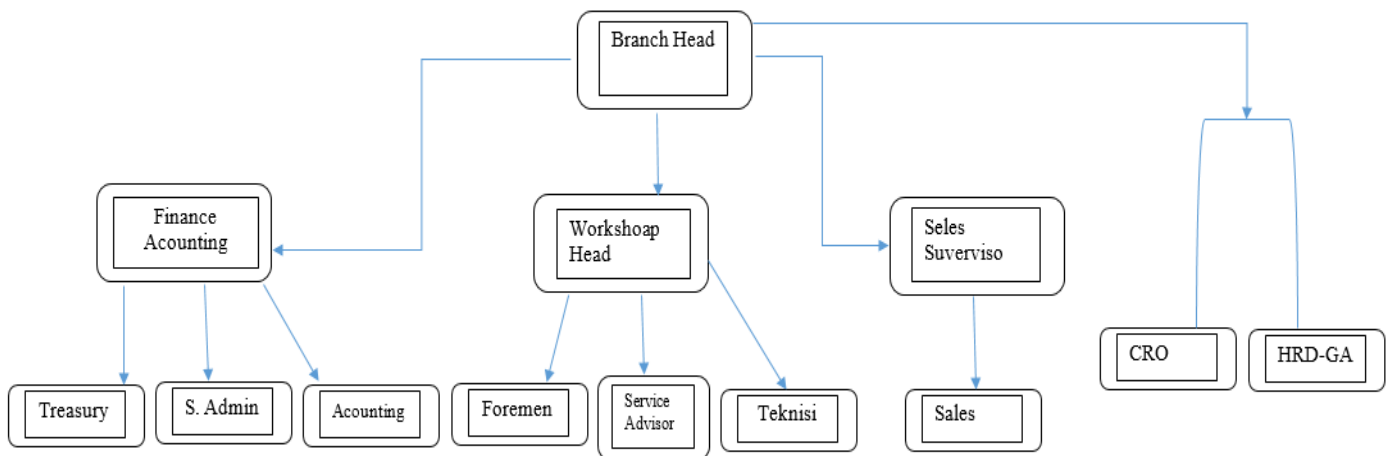 Branch Head
Finance
Acounting
Workshoap
Head
Seles
Suverviso
CRO
HRD-GA
Treasury
S. Admin
Acounting
Foremen
Service
Advisor
Teknisi
Sales